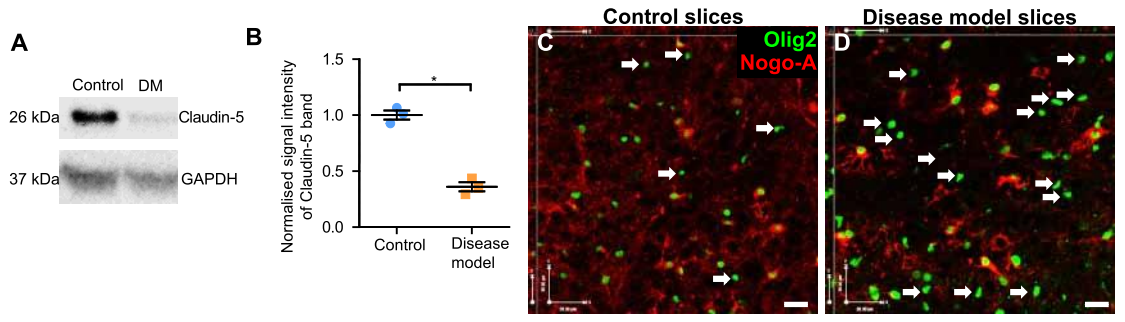 A
Control DM
26 kDa Claudin-5
37 kDa GAPDH
B
Normalised signal intensity
of Claudin-5 band
1.5
1.0
0.5
0.0
*
Control
Disease
model
Control slices
C
Olig2
Nogo-A
Disease model slices
D